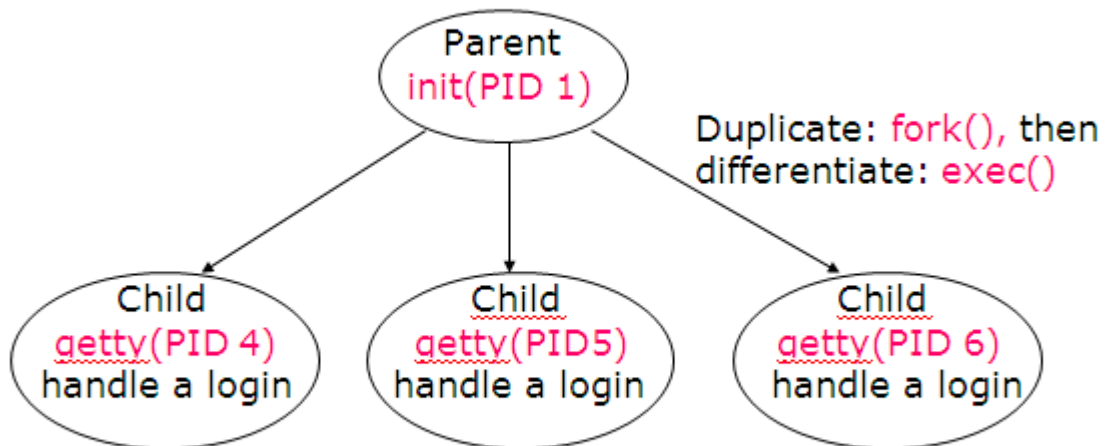 Parent
init(PID 1)
Duplicate: fork(), then
differentiate: exec()
Child
getty(PID 4)
handle a login
Child
getty(PID5)
handle a login
Child
getty(PID 6)
handle a login